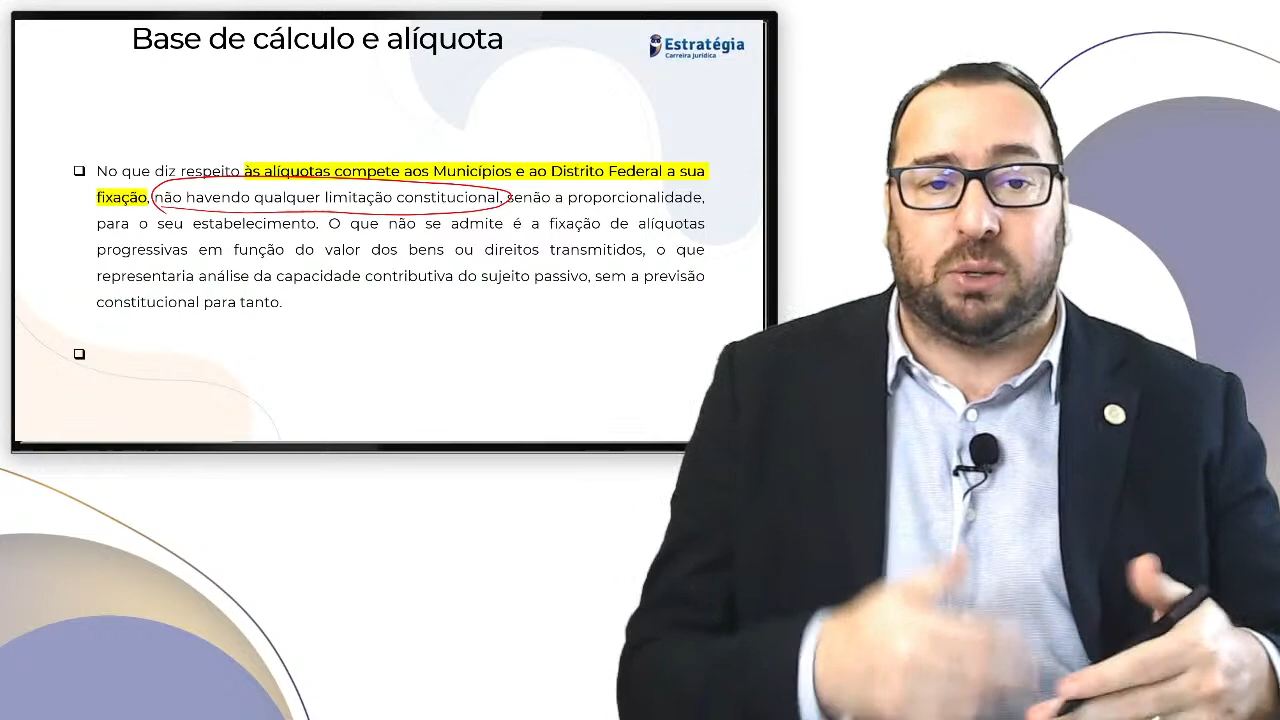 Base de cálculo e alíquota
Estratégia
Carreira Jurídica
No que diz respeito às alíquotas compete aos Municípios e ao Distrito Federal a sua
fixação, não havendo qualquer limitação constitucional, senão a proporcionalidade,
para o seu estabelecimento. O que não se admite é a fixação de alíquotas
progressivas em função do valor dos bens ou direitos transmitidos, o que
representaria análise da capacidade contributiva do sujeito passivo, sem a previsão
constitucional para tanto.